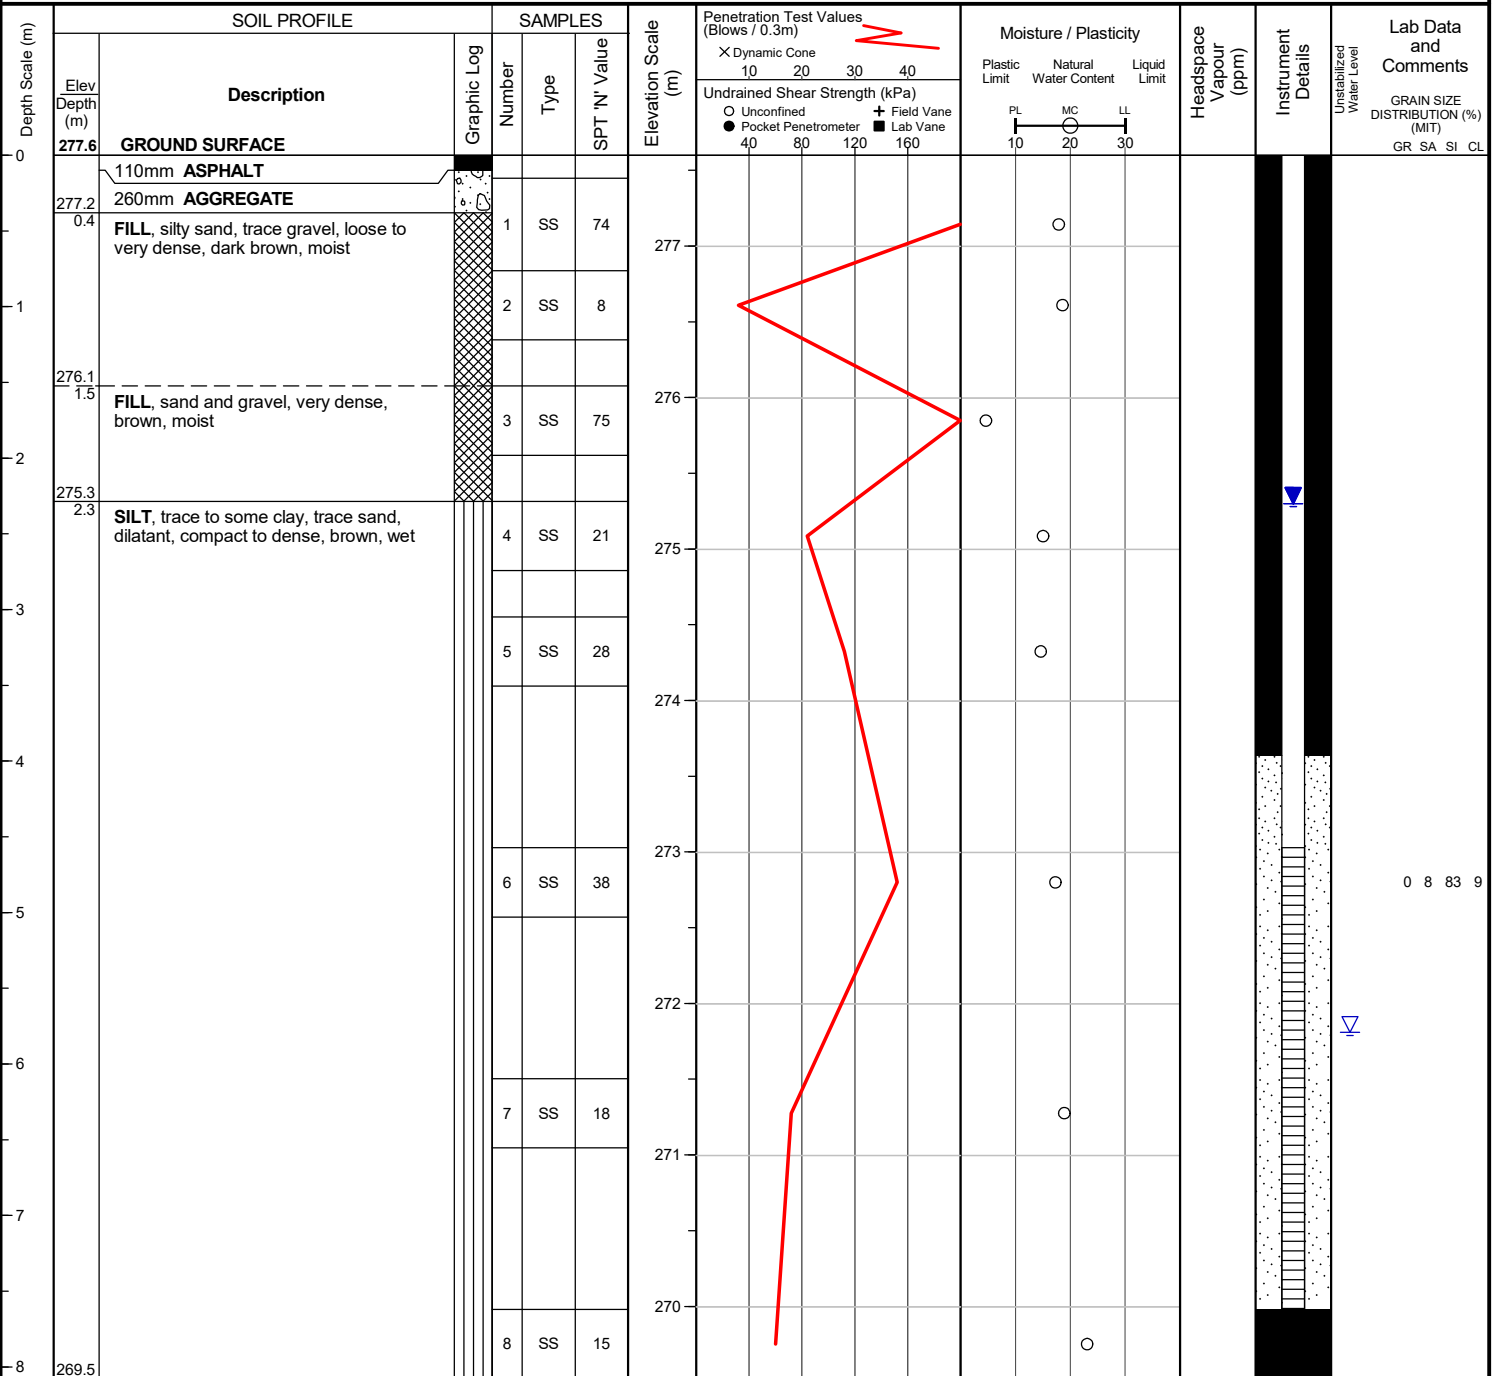 SOIL PROFILE
SAMPLES
Depth Scale (m)
Elev
Depth
(m)
Description
Graphic Log
Number
Type
SPT 'N' Value
Elevation Scale
(m)
Penetration Test Values
(Blows / 0.3m)
Dynamic Cone
10 20 30 40
Undrained Shear Strength (kPa)
Unconfined
Field Vane
Pocket Penetrometer
Lab Vane
40 80 120 160
Moisture / Plasticity
Plastic
Limit
Natural
Water Content
Liquid
Limit
PL MC LL
10 20 30
Headspace
Vapour
(ppm)
Instrument
Details
Unstabilized
Water Level
Lab Data
and
Comments
GRAIN SIZE
DISTRIBUTION (%)
(MIT)
GR SA SI CL
277.6 GROUND SURFACE
0
110mm ASPHALT
260mm AGGREGATE
277.2
0.4
FILL, silty sand, trace gravel, loose to
very dense, dark brown, moist
1 SS 74
277
1
2 SS 8
276.1
1.5
FILL, sand and gravel, very dense,
brown, moist
276
3 SS 75
2
275.3
2.3
SILT, trace to some clay, trace sand,
dilatant, compact to dense, brown, wet
4 SS 21
275
3
5 SS 28
274
4
273
6 SS 38
0 8 83 9
5
272
6
7 SS 18
271
7
270
8 SS 15
8
269.5